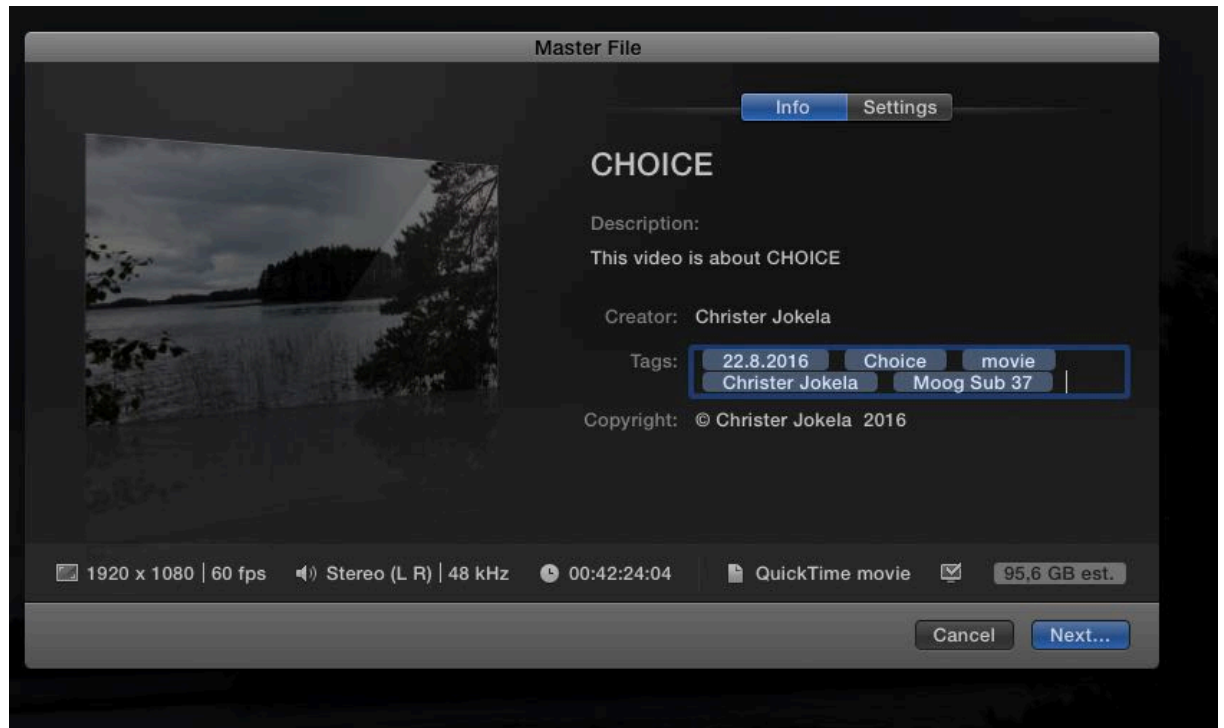 Master File
Info Settings
CHOICE
Description:
This video is about CHOICE
Creator: Christer Jokela
Tags: 22.8.2016 Choice movie
Christer Jokela Moog Sub 37
Copyright: © Christer Jokela 2016
1920 x 1080 | 60 fps Stereo (L R) | 48 kHz 00:42:24:04 QuickTime movie 95,6 GB est.
Cancel Next...